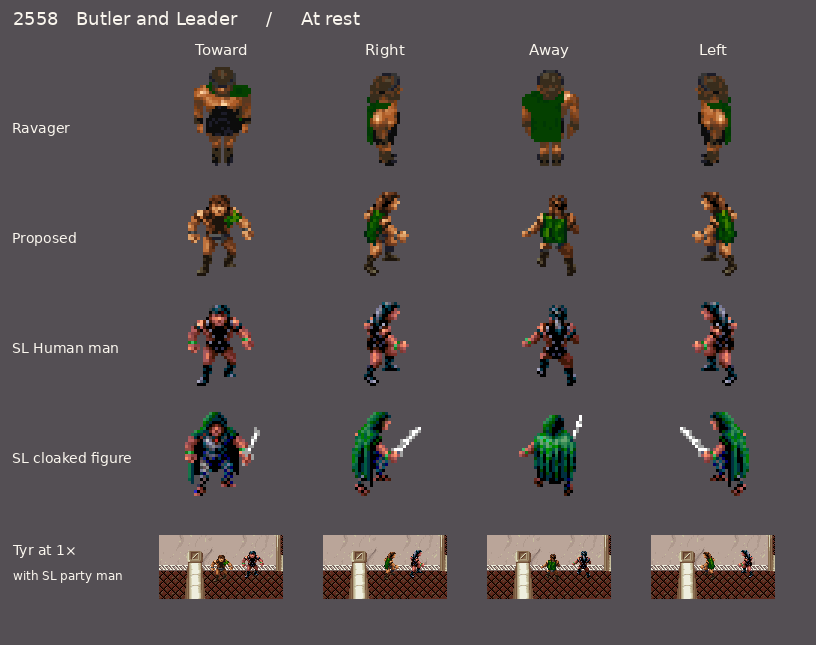 2558 Butler and Leader / At rest
Toward Right Away Left
Ravager
Proposed
SL Human man
SL cloaked figure
Tyr at 1×
with SL party man